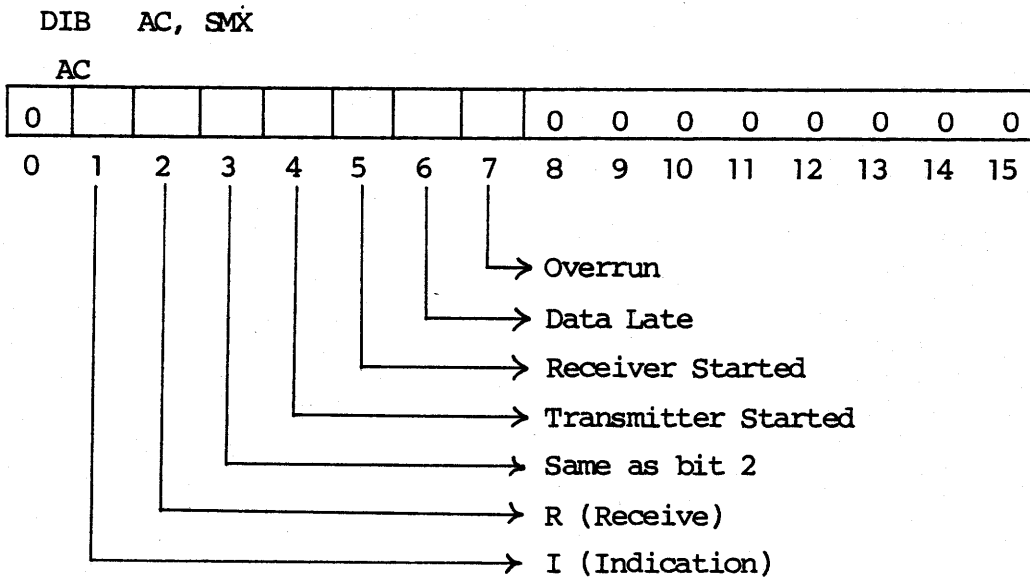 DIB AC, SMX
AC
0 0 0 0 0 0 0 0 0
0 1 2 3 4 5 6 7 8 9 10 11 12 13 14 15
Overrun
Data Late
Receiver Started
Transmitter Started
Same as bit 2
R (Receive)
I (Indication)